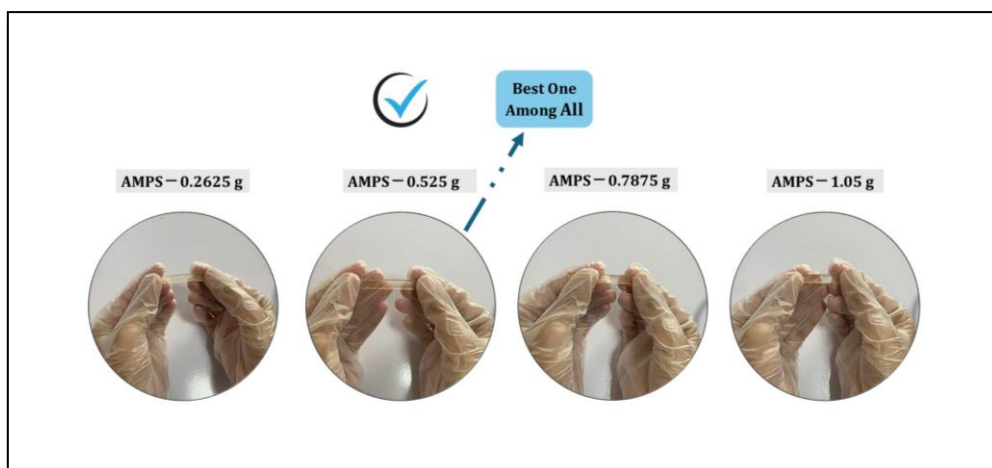 Best One
Among All
AMPS－0.2625 g
AMPS－0.525 g
AMPS－0.7875 g
AMPS－1.05 g